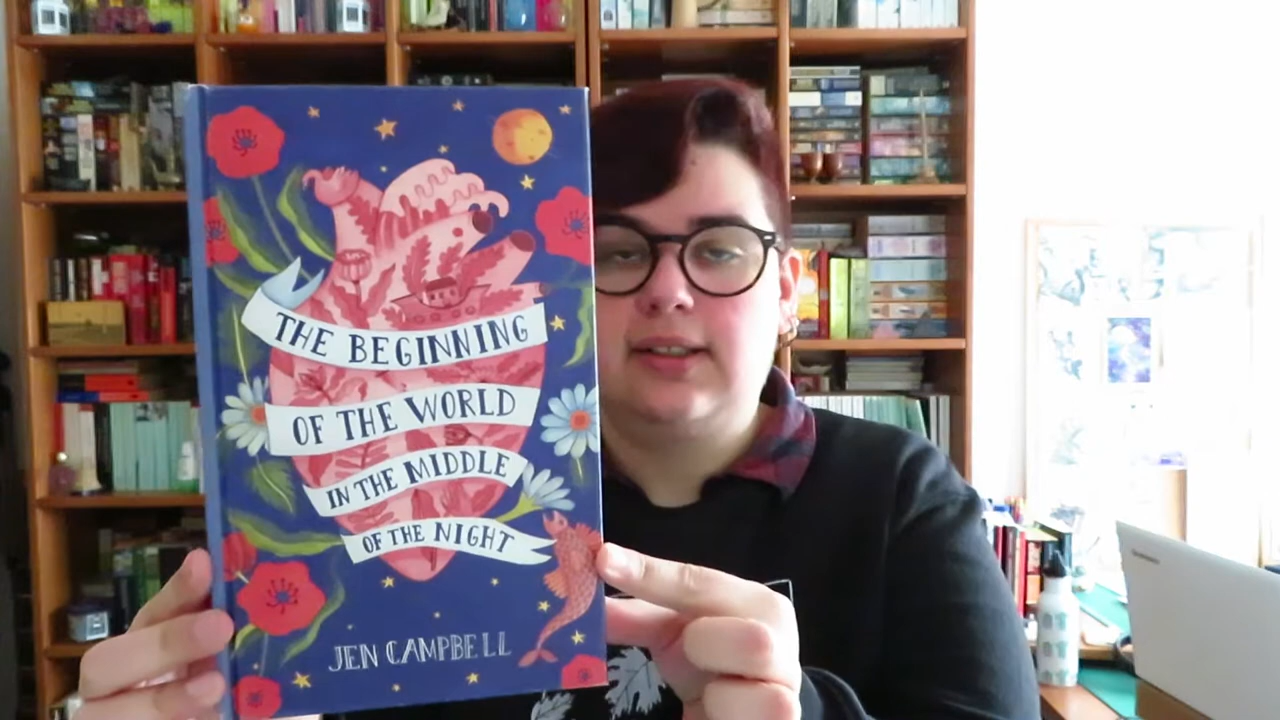 THE BEGINNING
OF THE WORLD
IN THE MIDDLE
OF THE NIGHT
JEN CAMPBELL